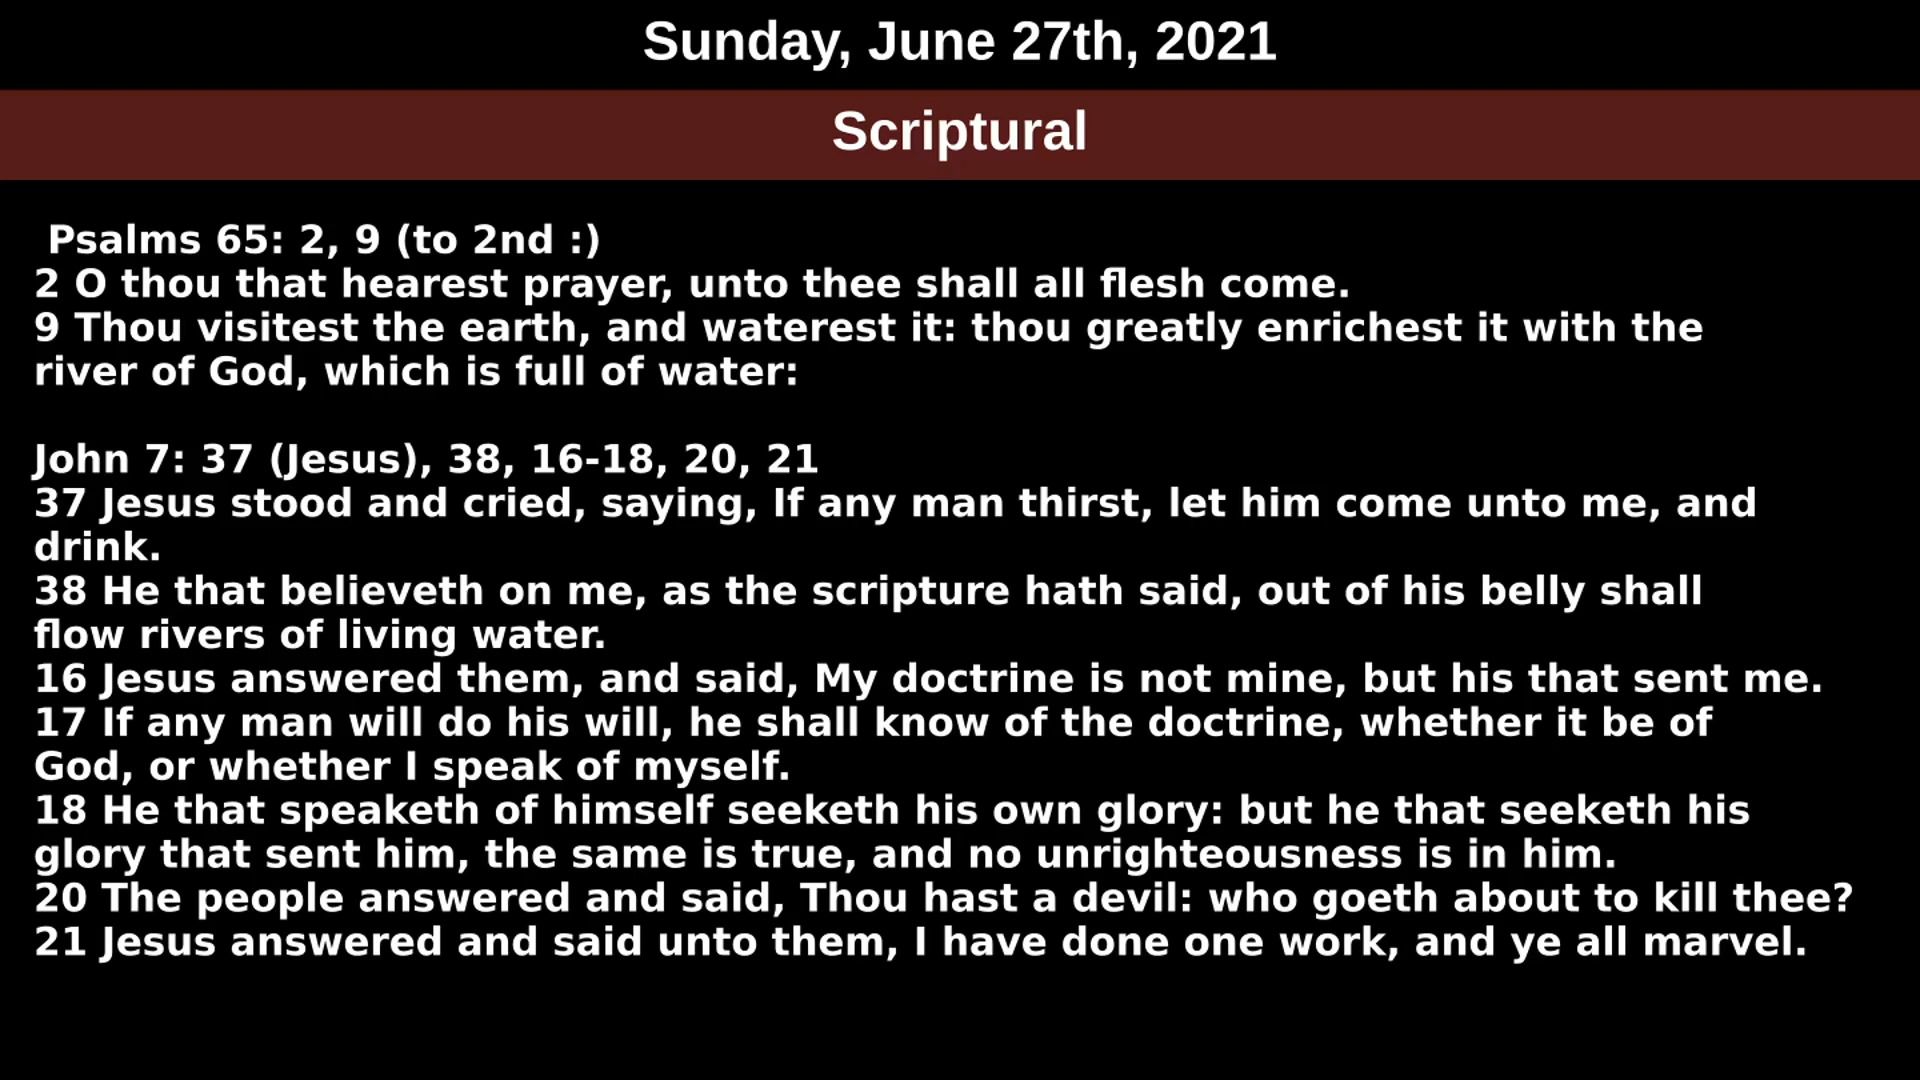 Sunday, June 27th, 2021
Scriptural
Psalms 65: 2, 9 (to 2nd :)
2 O thou that hearest prayer, unto thee shall all flesh come.
9 Thou visitest the earth, and waterest it: thou greatly enrichest it with the
river of God, which is full of water:
John 7: 37 (Jesus), 38, 16-18, 20, 21
37 Jesus stood and cried, saying, If any man thirst, let him come unto me, and
drink.
38 He that believeth on me, as the scripture hath said, out of his belly shall
flow rivers of living water.
16 Jesus answered them, and said, My doctrine is not mine, but his that sent me.
17 If any man will do his will, he shall know of the doctrine, whether it be of
God, or whether I speak of myself.
18 He that speaketh of himself seeketh his own glory: but he that seeketh his
glory that sent him, the same is true, and no unrighteousness is in him.
20 The people answered and said, Thou hast a devil: who goeth about to kill thee?
21 Jesus answered and said unto them, I have done one work, and ye all marvel.